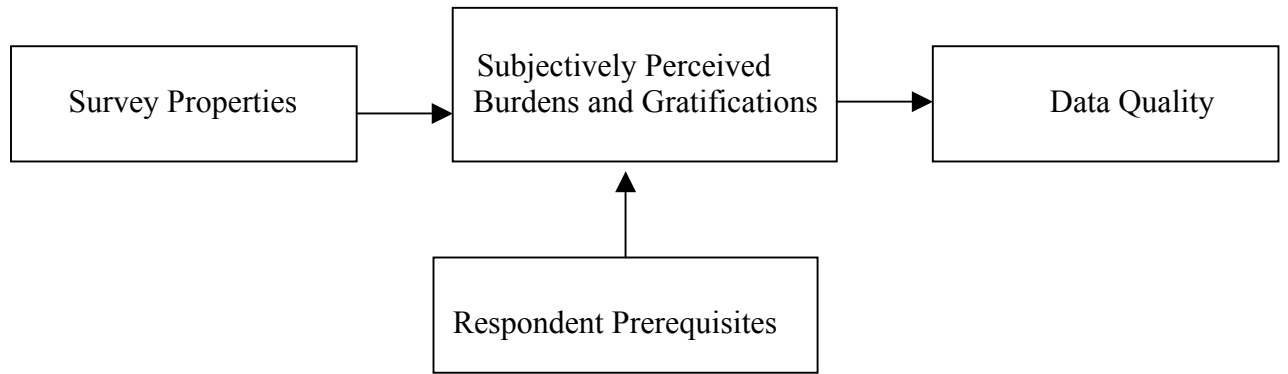 Survey Properties
Subjectively Perceived
Burdens and Gratifications
Data Quality
Respondent Prerequisites